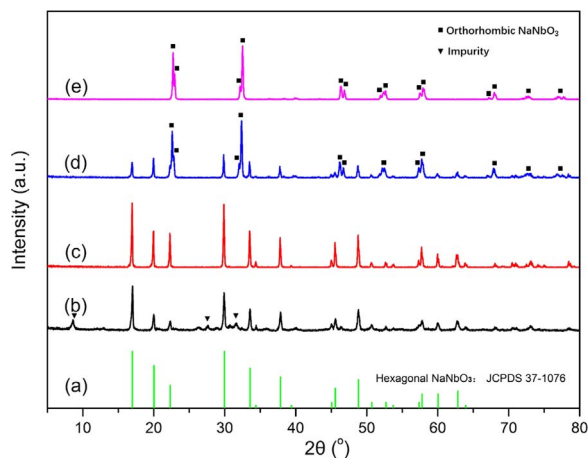 ■ Orthorhombic NaNbO₃
▼ Impurity
(e)
(d)
(c)
(b)
(a)
Hexagonal NaNbO₃: JCPDS 37-1076
Intensity (a.u.)
10 20 30 40 50 60 70 80
2θ (°)